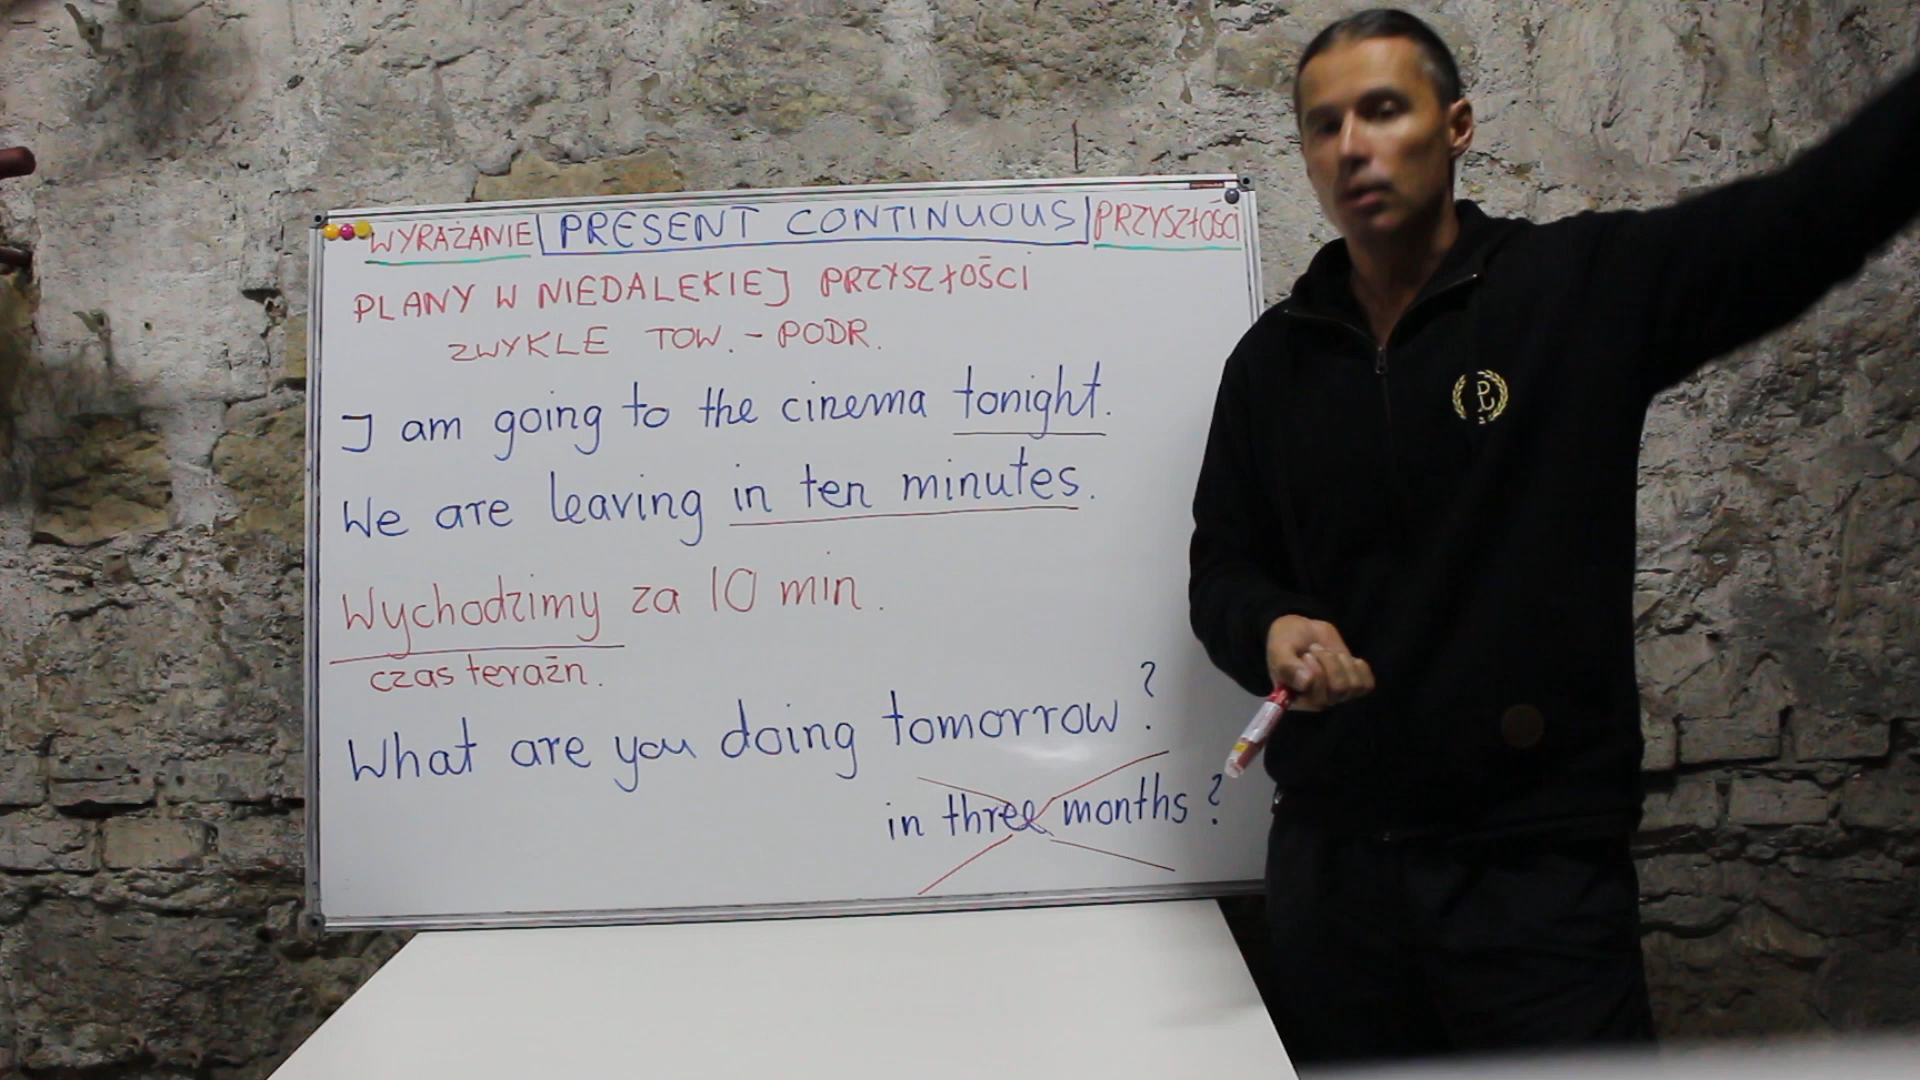 WYRAŻANIE PRESENT CONTINUOUS PRZYSZŁOŚCI
PLANY W NIEDALEKIEJ PRZYSZŁOŚCI
ZWYKLE TOW. - PODR.
I am going to the cinema tonight.
We are leaving in ten minutes.
Wychodzimy za 10 min.
czas teraźn.
What are you doing tomorrow?
in three months?